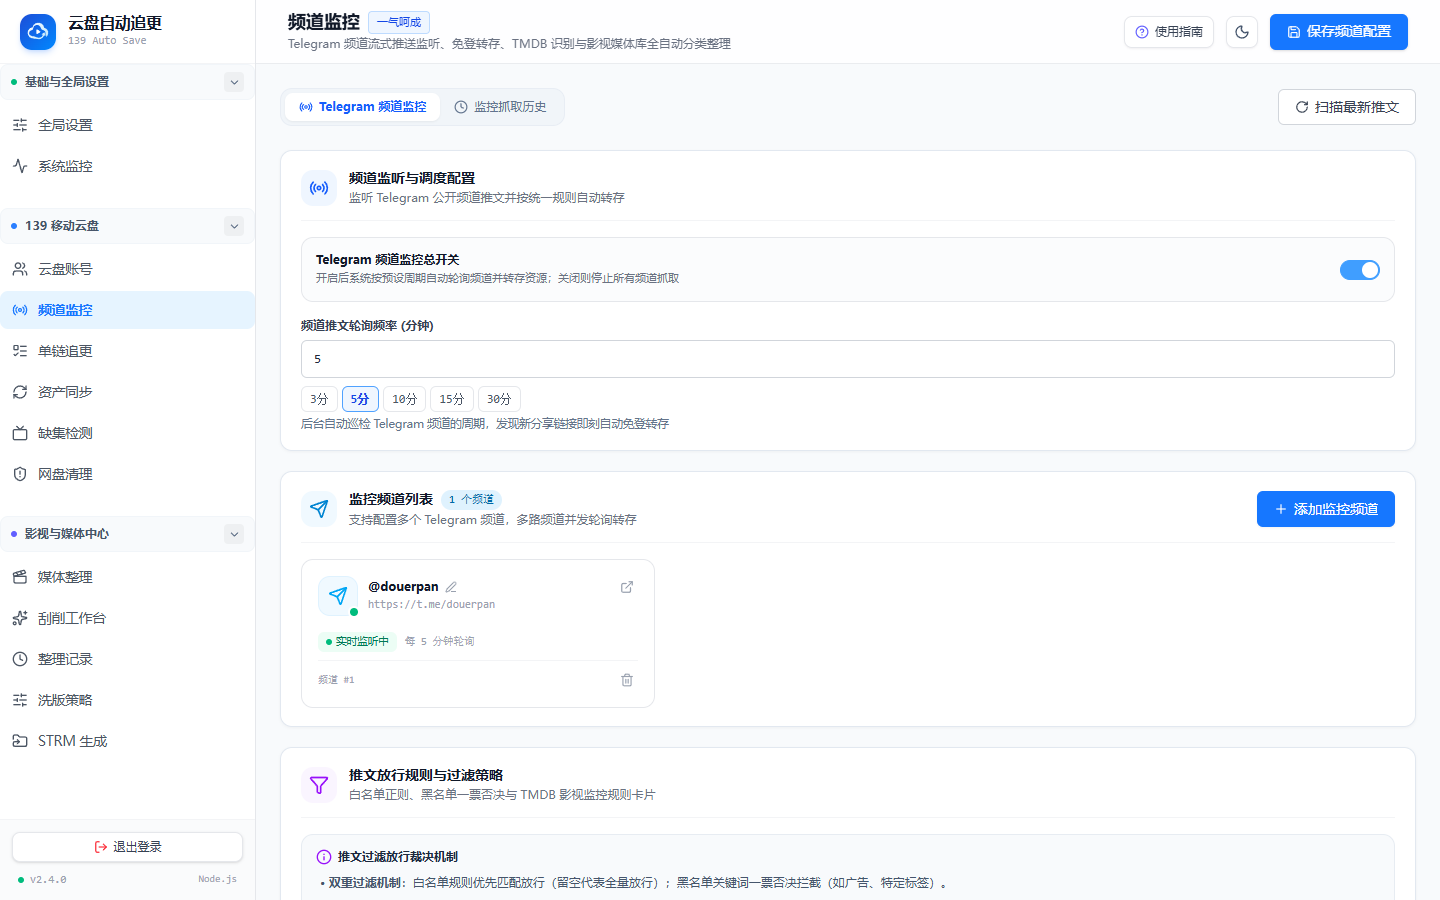 云盘自动追更
139 Auto Save
基础与全局设置
全局设置
系统监控
139 移动云盘
云盘账号
频道监控
单链追更
资产同步
缺集检测
网盘清理
影视与媒体中心
媒体整理
刮削工作台
整理记录
洗版策略
STRM 生成
退出登录
v2.4.0
Node.js
频道监控
一气呵成
Telegram 频道流式推送监听、免登转存、TMDB 识别与影视媒体库全自动分类整理
使用指南
保存频道配置
Telegram 频道监控
监控抓取历史
扫描最新推文
频道监听与调度配置
监听 Telegram 公开频道推文并按统一规则自动转存
Telegram 频道监控总开关
开启后系统按预设周期自动轮询频道并转存资源；关闭则停止所有频道抓取
频道推文轮询频率 (分钟)
5
3分
5分
10分
15分
30分
后台自动巡检 Telegram 频道的周期，发现新分享链接即刻自动免登转存
监控频道列表
1 个频道
支持配置多个 Telegram 频道，多路频道并发轮询转存
添加监控频道
@douerpan
https://t.me/douerpan
实时监听中
每 5 分钟轮询
频道 #1
推文放行规则与过滤策略
白名单正则、黑名单一票否决与 TMDB 影视监控规则卡片
推文过滤放行裁决机制
• 双重过滤机制：白名单规则优先匹配放行（留空代表全量放行）；黑名单关键词一票否决拦截（如广告、特定标签）。